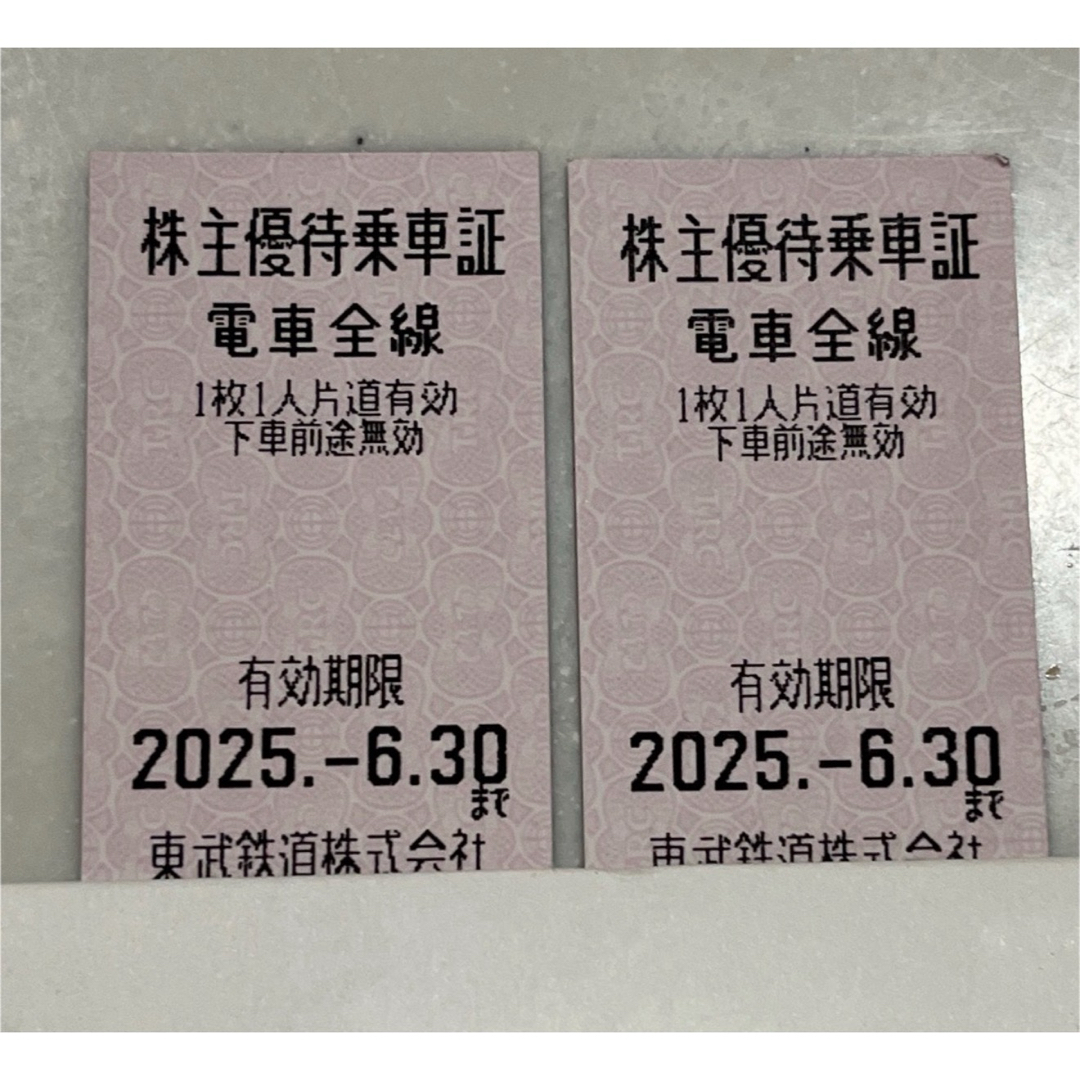 株主優待乗車証
電車全線
1枚1人片道有効
下車前途無効
有効期限
2025.-6.30
まで
東武鉄道株式会社
株主優待乗車証
電車全線
1枚1人片道有効
下車前途無効
有効期限
2025.-6.30
まで
東武鉄道株式会社